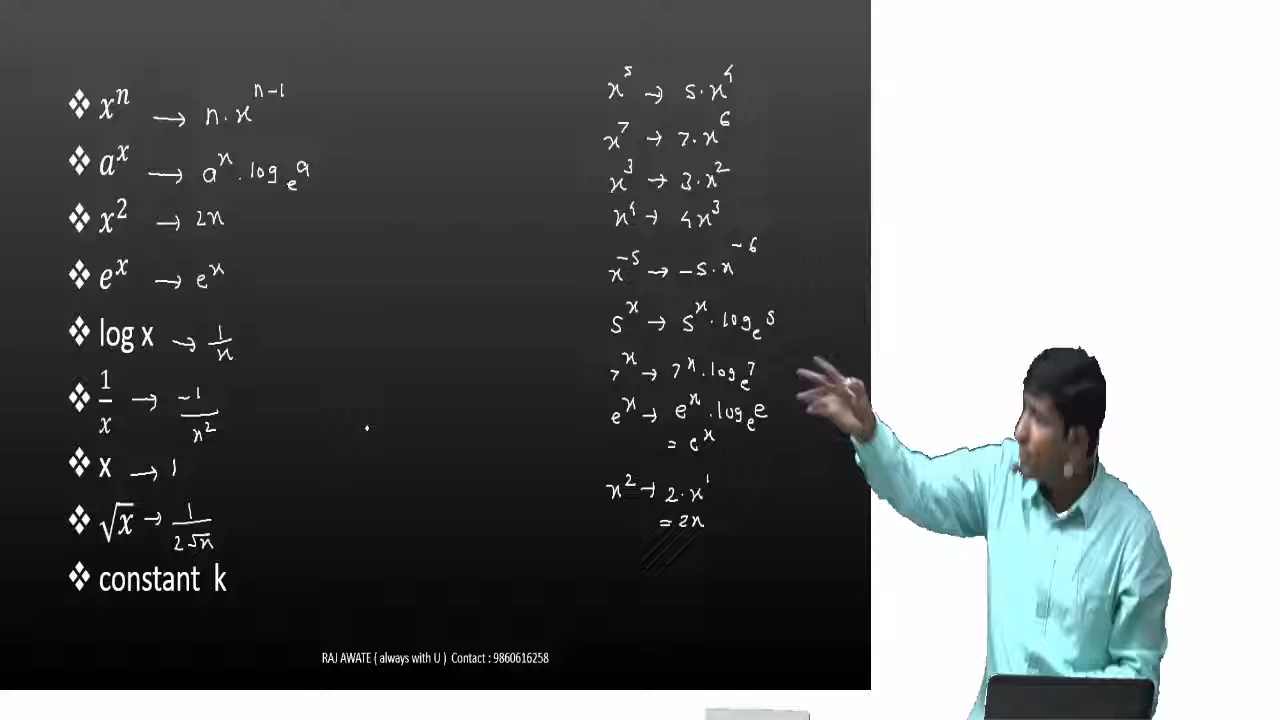 ❖ xⁿ → n·xⁿ⁻¹
❖ aˣ → aˣ·logₑa
❖ x² → 2x
❖ eˣ → eˣ
❖ log x → 1/x
❖ 1/x → -1/x²
❖ x → 1
❖ √x → 1/2√x
❖ constant k
x⁵ → 5·x⁴
x⁷ → 7·x⁶
x³ → 3·x²
x⁴ → 4x³
x⁻⁵ → -5·x⁻⁶
5ˣ → 5ˣ·logₑ5
7ˣ → 7ˣ·logₑ7
eˣ → eˣ·logₑe
= eˣ
x² → 2·x¹
= 2x
RAJ AWATE ( always with U ) Contact : 9860616258